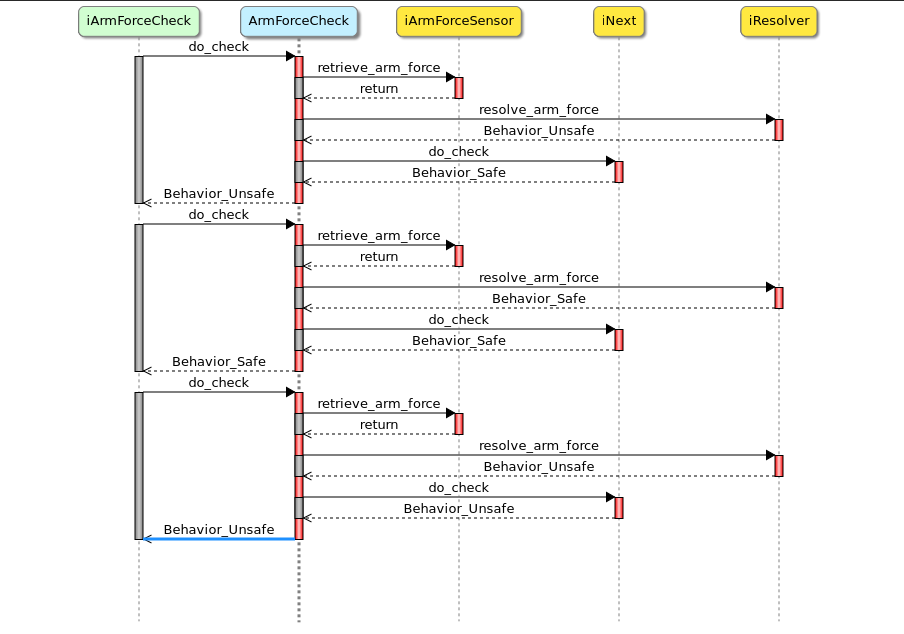 iArmForceCheck ArmForceCheck iArmForceSensor iNext iResolver
do_check
retrieve_arm_force
return
resolve_arm_force
Behavior_Unsafe
do_check
Behavior_Safe
Behavior_Unsafe
do_check
retrieve_arm_force
return
resolve_arm_force
Behavior_Safe
do_check
Behavior_Safe
Behavior_Safe
do_check
retrieve_arm_force
return
resolve_arm_force
Behavior_Unsafe
do_check
Behavior_Unsafe
Behavior_Unsafe